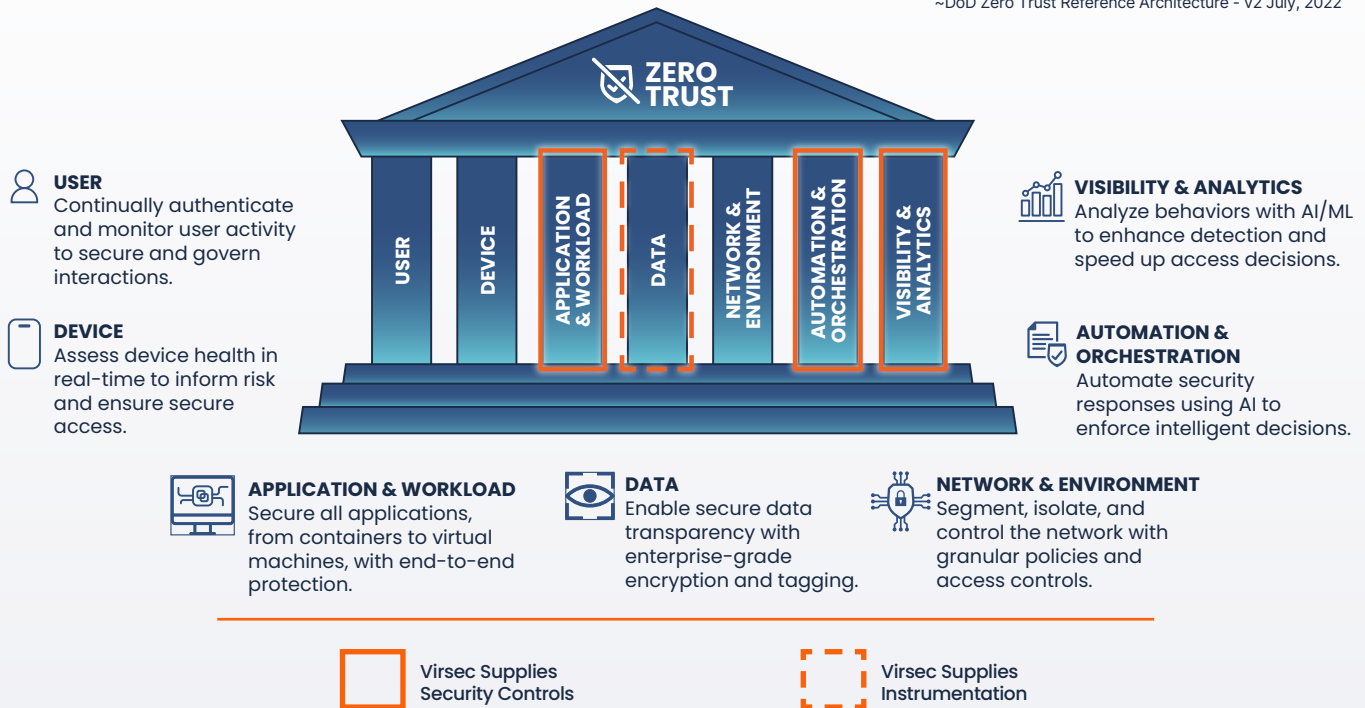 ~DoD Zero Trust Reference Architecture - v2 July, 2022
ZERO
TRUST
USER
DEVICE
APPLICATION
& WORKLOAD
DATA
NETWORK &
ENVIRONMENT
AUTOMATION &
ORCHESTRATION
VISIBILITY &
ANALYTICS
USER
Continually authenticate
and monitor user activity
to secure and govern
interactions.
DEVICE
Assess device health in
real-time to inform risk
and ensure secure
access.
VISIBILITY & ANALYTICS
Analyze behaviors with AI/ML
to enhance detection and
speed up access decisions.
AUTOMATION &
ORCHESTRATION
Automate security
responses using AI to
enforce intelligent decisions.
APPLICATION & WORKLOAD
Secure all applications,
from containers to virtual
machines, with end-to-end
protection.
DATA
Enable secure data
transparency with
enterprise-grade
encryption and tagging.
NETWORK & ENVIRONMENT
Segment, isolate, and
control the network with
granular policies and
access controls.
Virsec Supplies
Security Controls
Virsec Supplies
Instrumentation